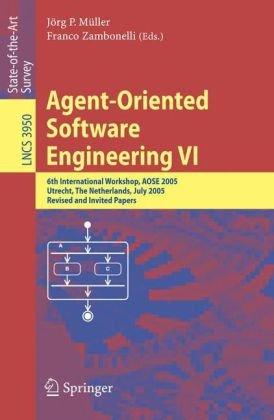 State-of-the-Art
Survey
LNCS 3950
Jörg P. Müller
Franco Zambonelli (Eds.)
Agent-Oriented
Software
Engineering VI
6th International Workshop, AOSE 2005
Utrecht, The Netherlands, July 2005
Revised and Invited Papers
A
B
C
Springer